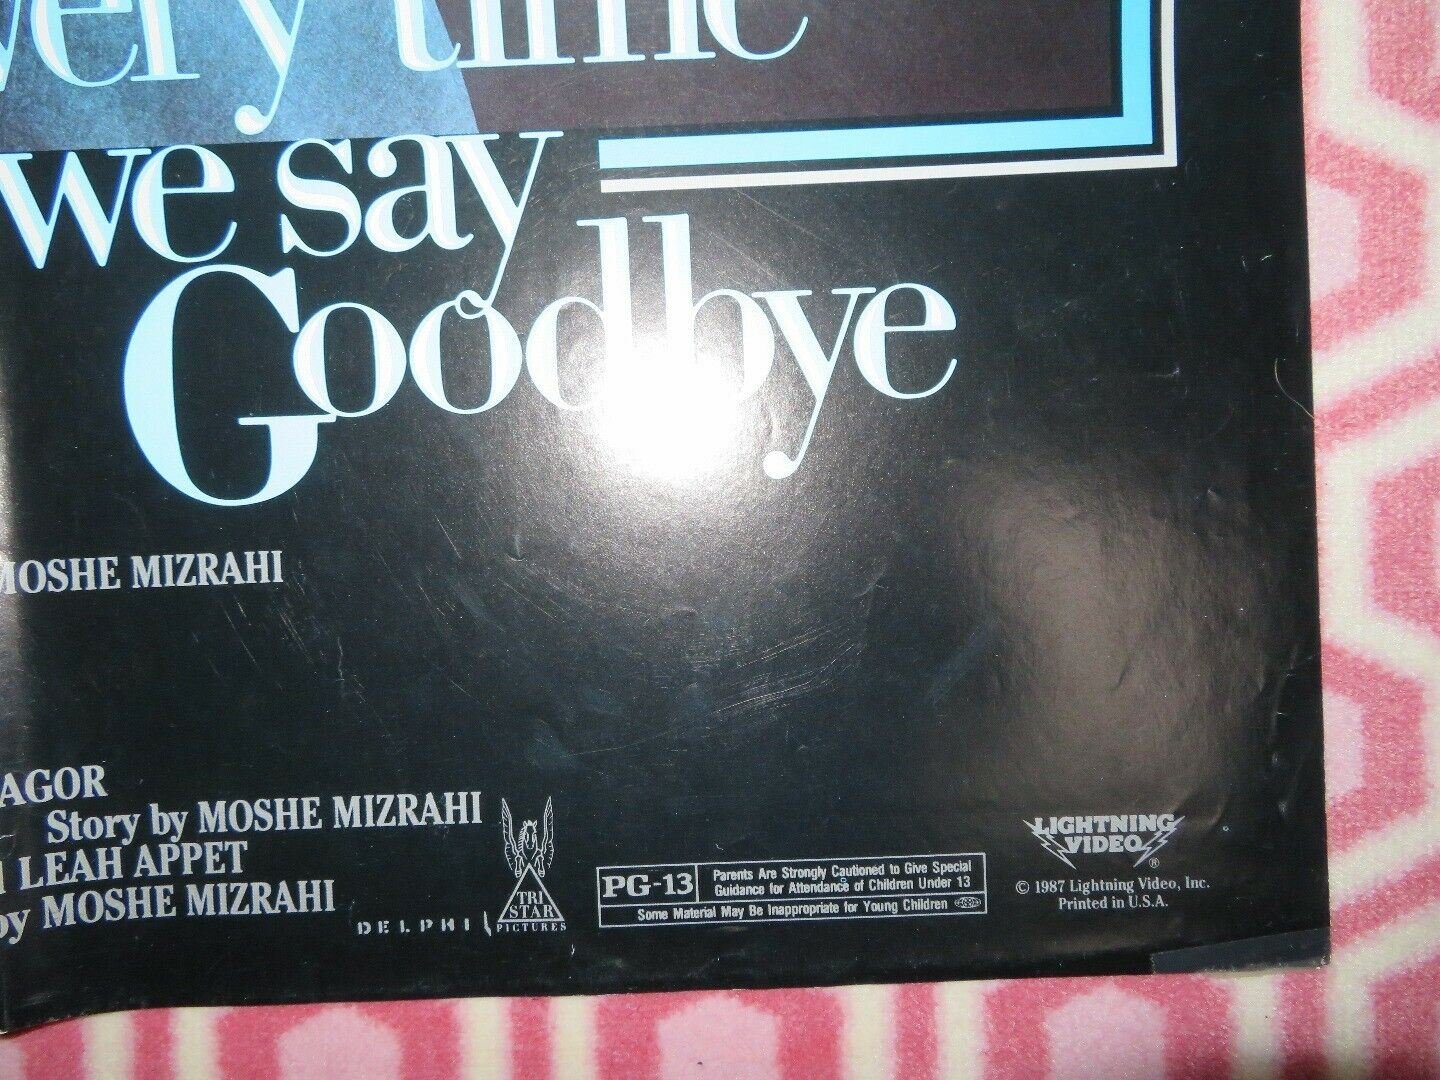 very time
we say
Goodbye
MOSHE MIZRAHI
AGOR
Story by MOSHE MIZRAHI
LEAH APPET
by MOSHE MIZRAHI
DELPHI
TRI
STAR
PICTURES
PG-13
Parents Are Strongly Cautioned to Give Special
Guidance for Attendance of Children Under 13
Some Material May Be Inappropriate for Young Children
LIGHTNING
VIDEO®
© 1987 Lightning Video, Inc.
Printed in U.S.A.